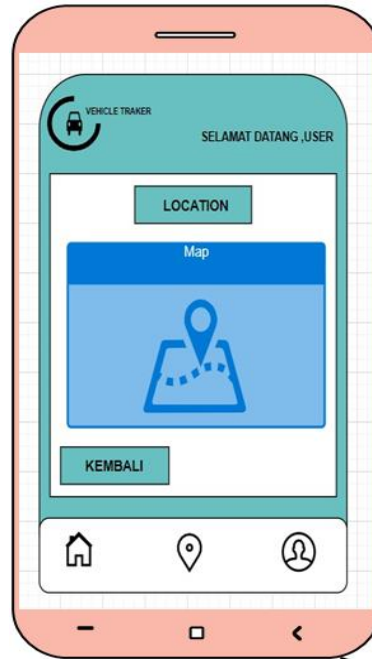 VEHICLE TRAKER
SELAMAT DATANG ,USER
LOCATION
Map
KEMBALI